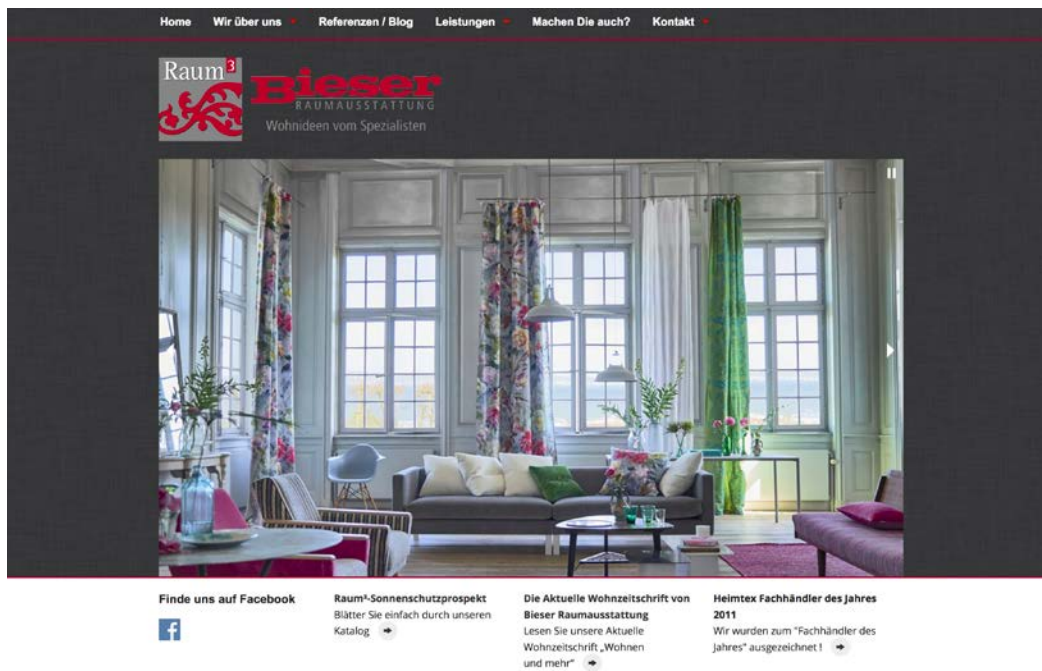 Home Wir über uns Referenzen / Blog Leistungen Machen Die auch? Kontakt
Raum³
Bieser
RAUMAUSSTATTUNG
Wohnideen vom Spezialisten
Finde uns auf Facebook
Raum³-Sonnenschutzprospekt
Blätter Sie einfach durch unseren
Katalog
Die Aktuelle Wohnzeitschrift von
Bieser Raumausstattung
Lesen Sie unsere Aktuelle
Wohnzeitschrift „Wohnen
und mehr“
Heimtex Fachhändler des Jahres
2011
Wir wurden zum "Fachhändler des
Jahres" ausgezeichnet !